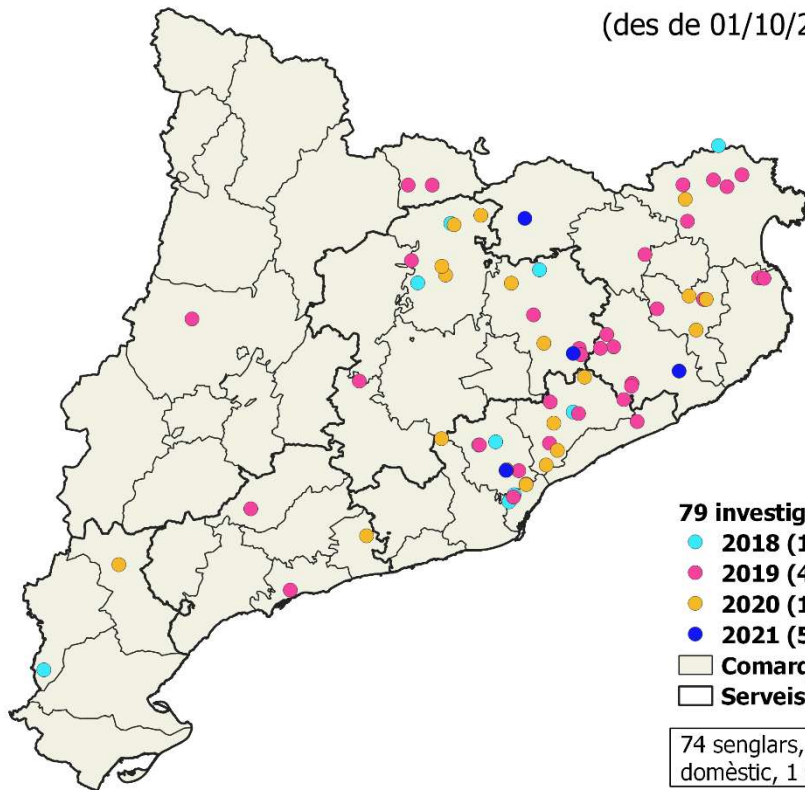 (des de 01/10/2
79 investig
2018 (1
2019 (4
2020 (1
2021 (5
Comar
Serveis
74 senglars,
domèstic, 1